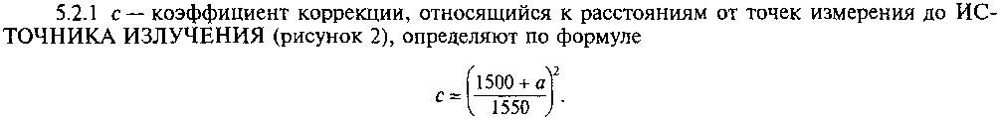 5.2.1 с — коэффициент коррекции, относящийся к расстояниям от точек измерения до ИС-
ТОЧНИКА ИЗЛУЧЕНИЯ (рисунок 2), определяют по формуле
c = ((1500 + a) / 1550)².